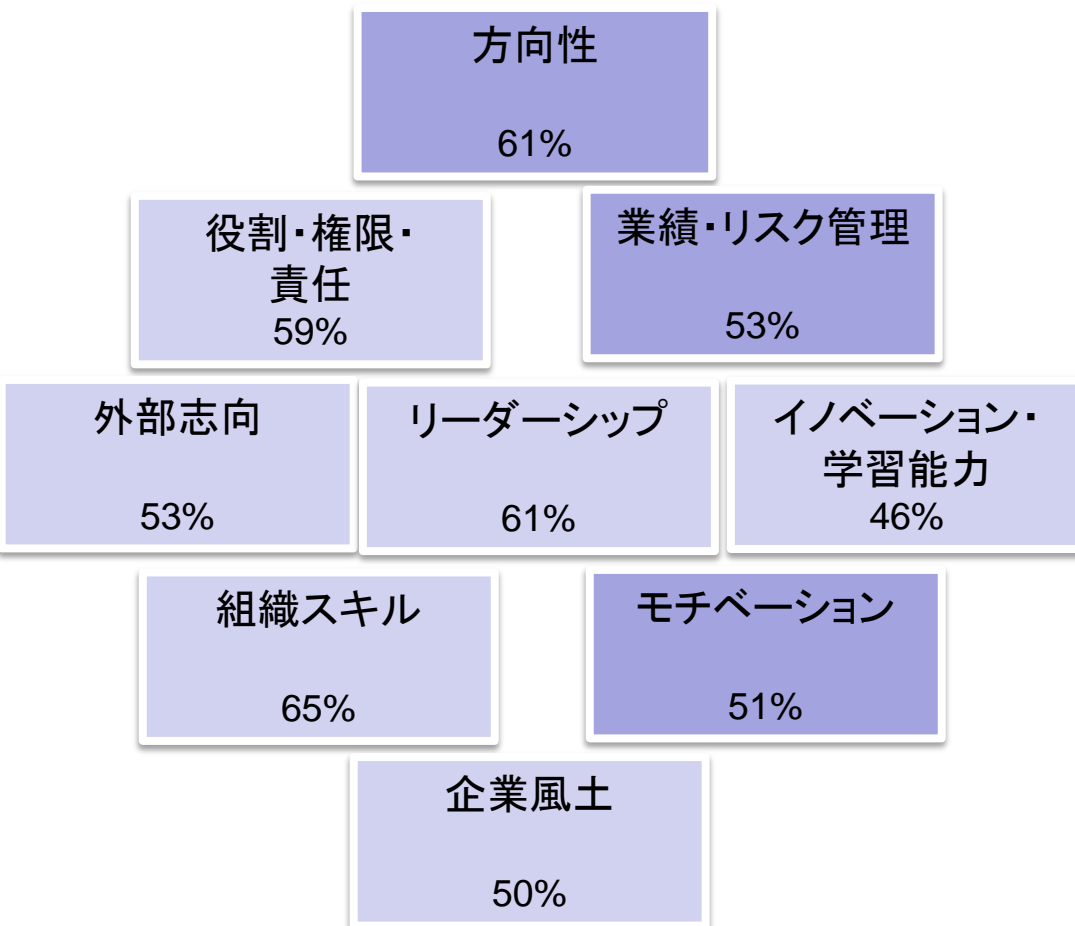 方向性
61%
役割・権限・
責任
59%
業績・リスク管理
53%
外部志向
53%
リーダーシップ
61%
イノベーション・
学習能力
46%
組織スキル
65%
モチベーション
51%
企業風土
50%